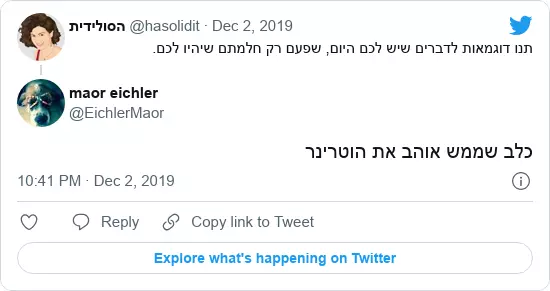 הסולידית @hasolidit · Dec 2, 2019
תנו דוגמאות לדברים שיש לכם היום, שפעם רק חלמתם שיהיו לכם.
maor eichler
@EichlerMaor
כלב שממש אוהב את הוטרינר
10:41 PM · Dec 2, 2019
Reply
Copy link to Tweet
Explore what's happening on Twitter